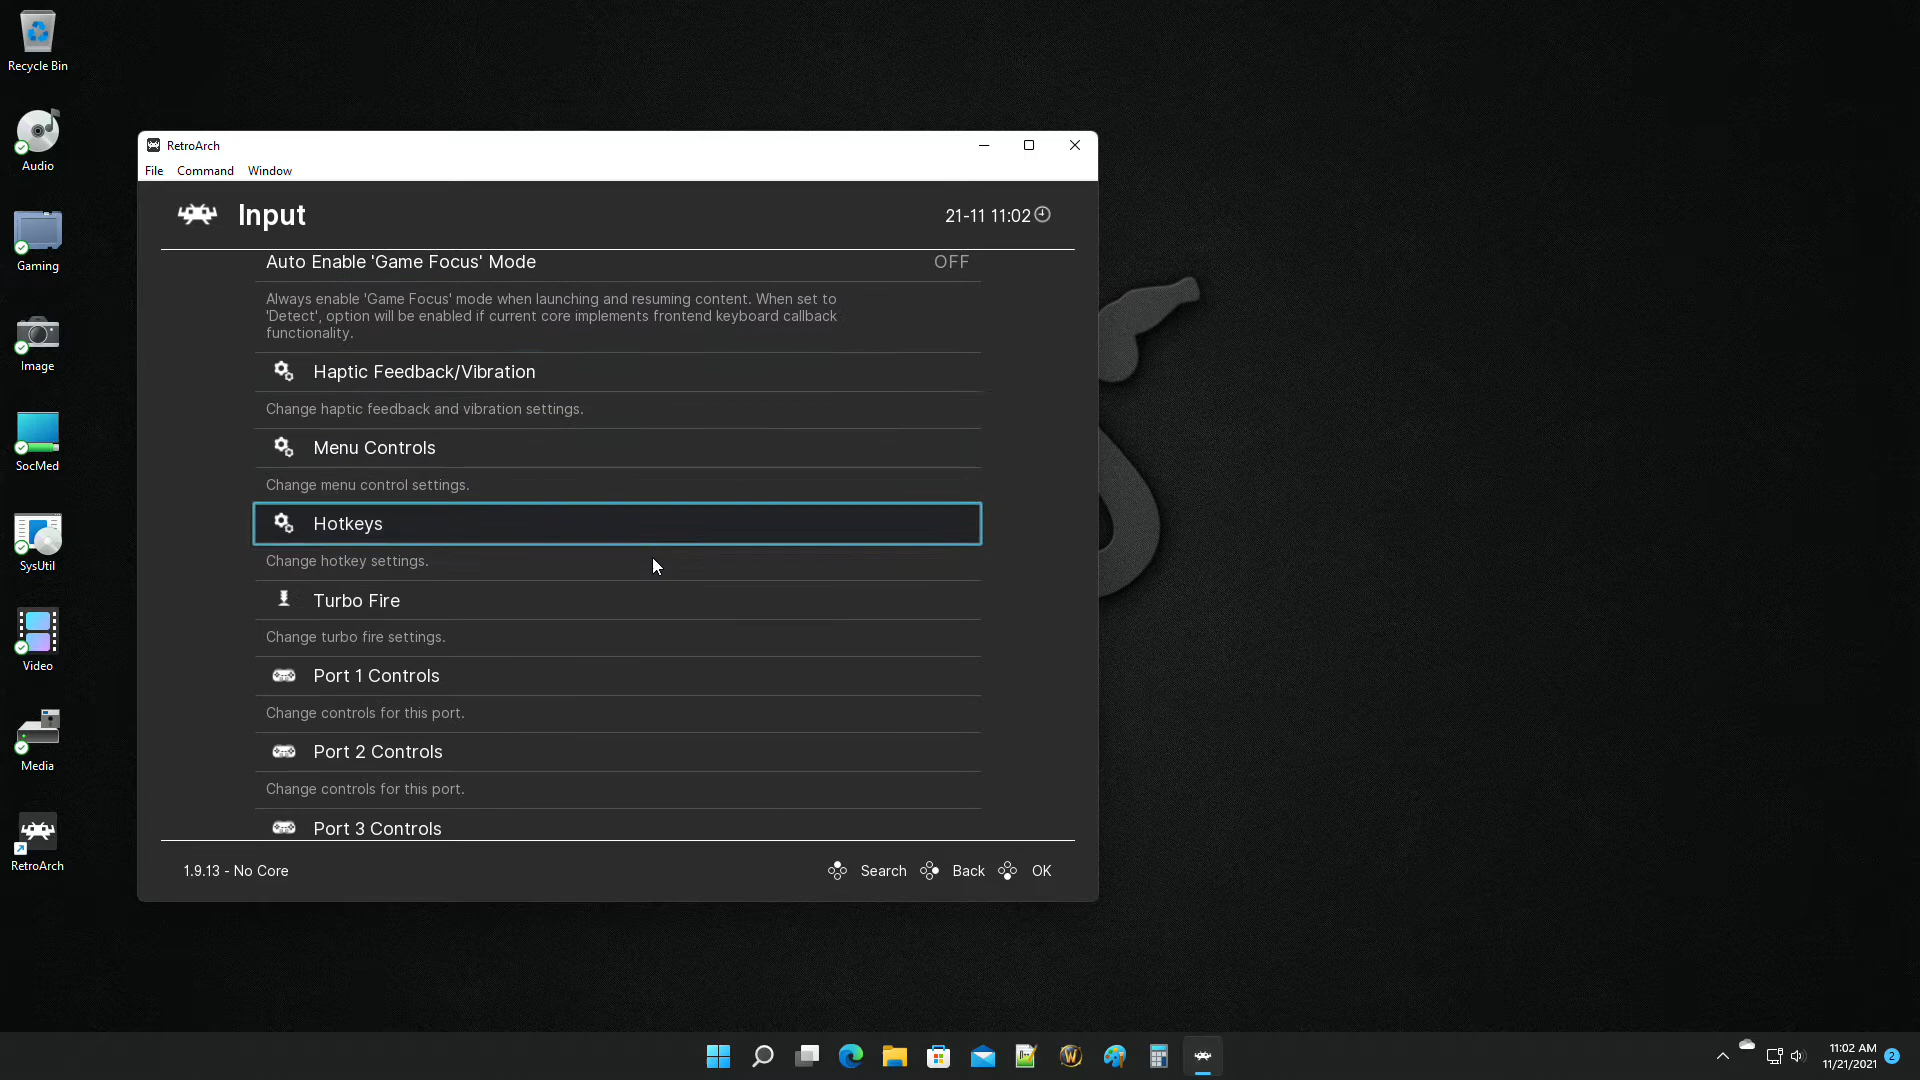 Recycle Bin
Audio
Gaming
Image
SocMed
SysUtil
Video
Media
RetroArch
RetroArch
File Command Window
Input 21-11 11:02
Auto Enable 'Game Focus' Mode OFF
Always enable 'Game Focus' mode when launching and resuming content. When set to
'Detect', option will be enabled if current core implements frontend keyboard callback
functionality.
Haptic Feedback/Vibration
Change haptic feedback and vibration settings.
Menu Controls
Change menu control settings.
Hotkeys
Change hotkey settings.
Turbo Fire
Change turbo fire settings.
Port 1 Controls
Change controls for this port.
Port 2 Controls
Change controls for this port.
Port 3 Controls
1.9.13 - No Core Search Back OK
11:02 AM
11/21/2021
2